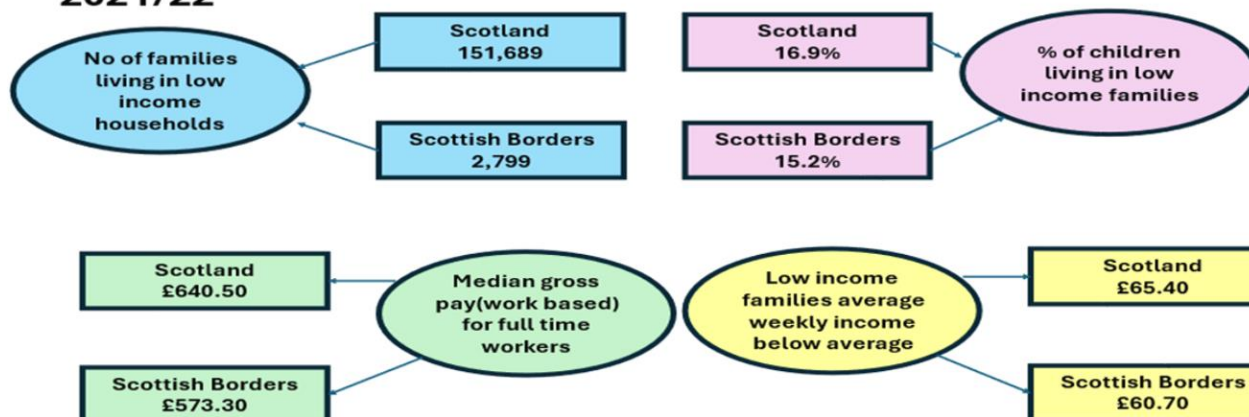 2021/22
No of families
living in low
income
households
Scotland
151,689
Scottish Borders
2,799
Scotland
16.9%
Scottish Borders
15.2%
% of children
living in low
income families
Scotland
£640.50
Scottish Borders
£573.30
Median gross
pay(work based)
for full time
workers
Low income
families average
weekly income
below average
Scotland
£65.40
Scottish Borders
£60.70